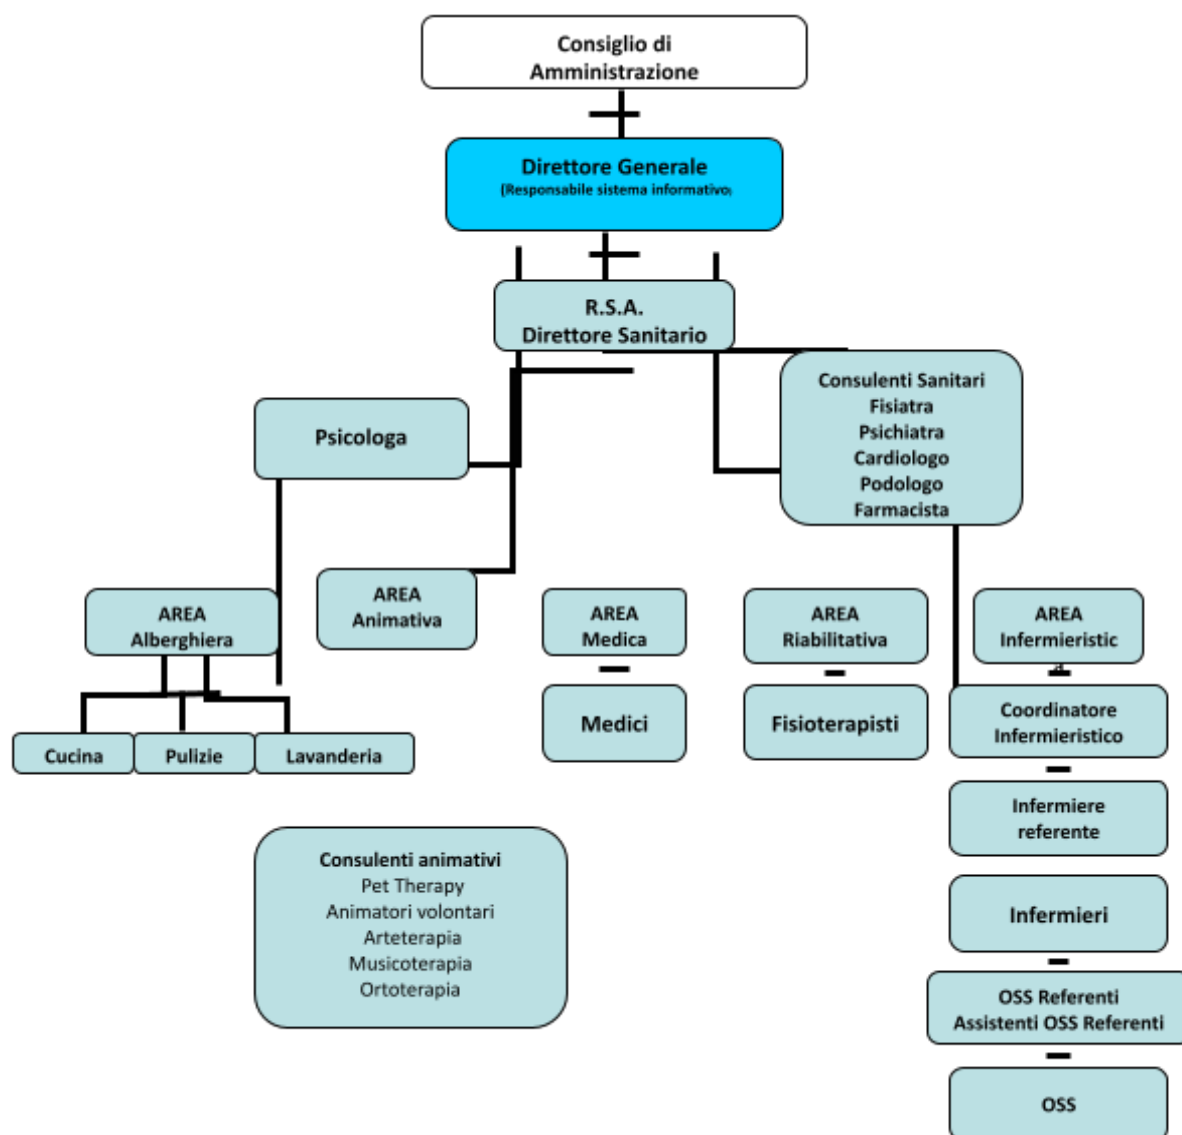 Consiglio di
Amministrazione
Direttore Generale
(Responsabile sistema informativo)
R.S.A.
Direttore Sanitario
Consulenti Sanitari
Fisiatra
Psichiatra
Cardiologo
Podologo
Farmacista
Psicologa
AREA
Alberghiera
AREA
Animativa
AREA
Medica
AREA
Riabilitativa
AREA
Infermieristic
a
Medici
Fisioterapisti
Coordinatore
Infermieristico
Cucina
Pulizie
Lavanderia
Infermiere
referente
Consulenti animativi
Pet Therapy
Animatori volontari
Arteterapia
Musicoterapia
Ortoterapia
Infermieri
OSS Referenti
Assistenti OSS Referenti
OSS